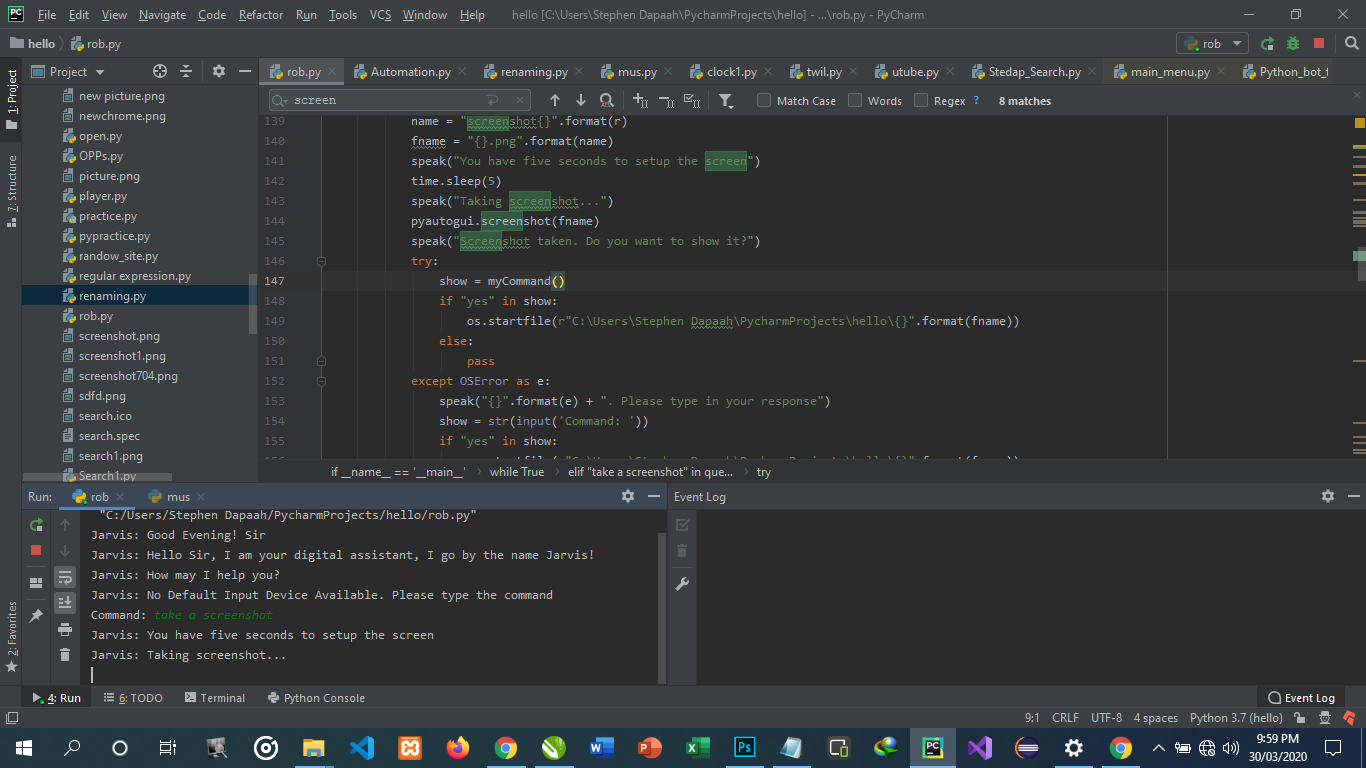 File Edit View Navigate Code Refactor Run Tools VCS Window Help hello [C:\Users\Stephen Dapaah\PycharmProjects\hello] - ...\rob.py - PyCharm
hello rob.py rob
1: Project
7: Structure
2: Favorites
Project
new picture.png
newchrome.png
open.py
OPPs.py
picture.png
player.py
practice.py
pypractice.py
randow_site.py
regular expression.py
renaming.py
rob.py
screenshot.png
screenshot1.png
screenshot704.png
sdfd.png
search.ico
search.spec
search1.png
Search1.py
rob.py Automation.py renaming.py mus.py clock1.py twil.py utube.py Stedap_Search.py main_menu.py
screen Match Case Words Regex ? 8 matches
139 name = "screenshot{}".format(r)
140 fname = "{}.png".format(name)
141 speak("You have five seconds to setup the screen")
142 time.sleep(5)
143 speak("Taking screenshot...")
144 pyautogui.screenshot(fname)
145 speak("Screenshot taken. Do you want to show it?")
146 try:
147 show = myCommand()
148 if "yes" in show:
149 os.startfile(r"C:\Users\Stephen Dapaah\PycharmProjects\hello\{}".format(fname))
150 else:
151 pass
152 except OSError as e:
153 speak("{}".format(e) + ". Please type in your response")
154 show = str(input('Command: '))
155 if "yes" in show:
if __name__ == '__main__' while True elif "take a screenshot" in que... try
Run: rob mus
"C:/Users/Stephen Dapaah/PycharmProjects/hello/rob.py"
Jarvis: Good Evening! Sir
Jarvis: Hello Sir, I am your digital assistant, I go by the name Jarvis!
Jarvis: How may I help you?
Jarvis: No Default Input Device Available. Please type the command
Command: take a screenshot
Jarvis: You have five seconds to setup the screen
Jarvis: Taking screenshot...
Event Log
4: Run 6: TODO Terminal Python Console Event Log
9:1 CRLF UTF-8 4 spaces Python 3.7 (hello)
9:59 PM
30/03/2020